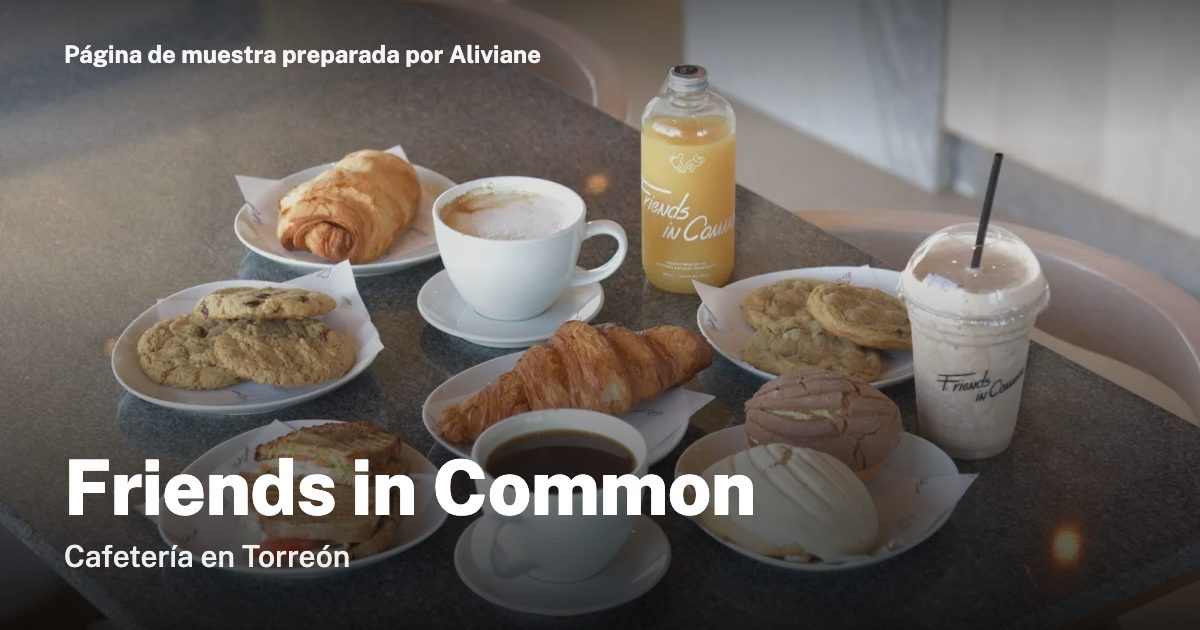 Página de muestra preparada por Aliviane
Friends
in Common
Friends
in Common
Friends in Common
Cafetería en Torreón